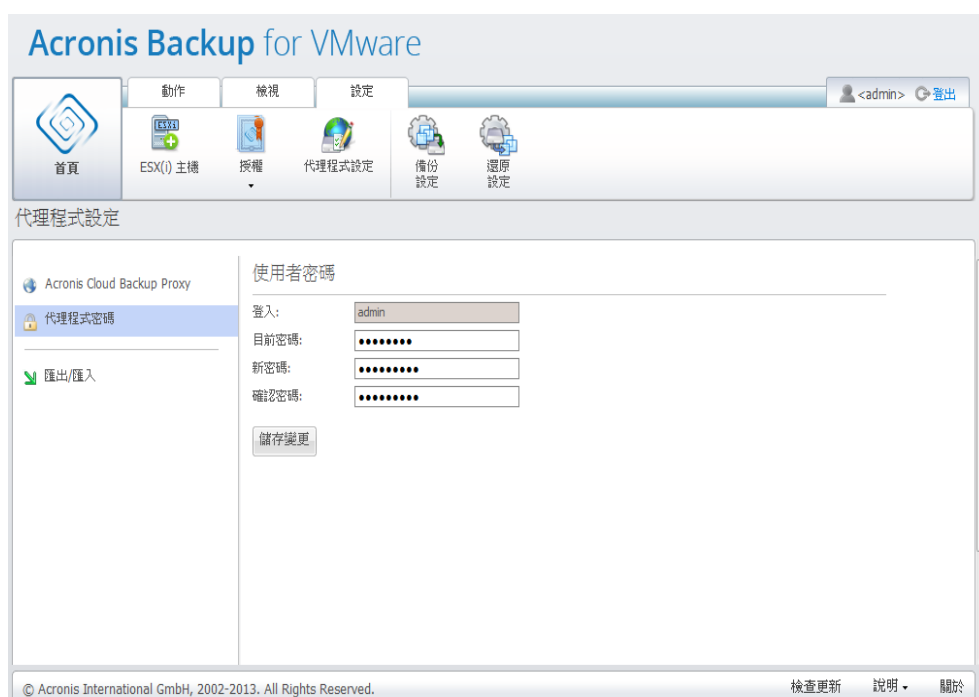 Acronis Backup for VMware
動作
檢視
設定
<admin>
登出
首頁
ESX(i) 主機
授權
代理程式設定
備份
設定
還原
設定
代理程式設定
Acronis Cloud Backup Proxy
代理程式密碼
匯出/匯入
使用者密碼
登入:
admin
目前密碼:
●●●●●●●●
新密碼:
●●●●●●●●●
確認密碼:
●●●●●●●●●
儲存變更
© Acronis International GmbH, 2002-2013. All Rights Reserved.
檢查更新
說明
關於